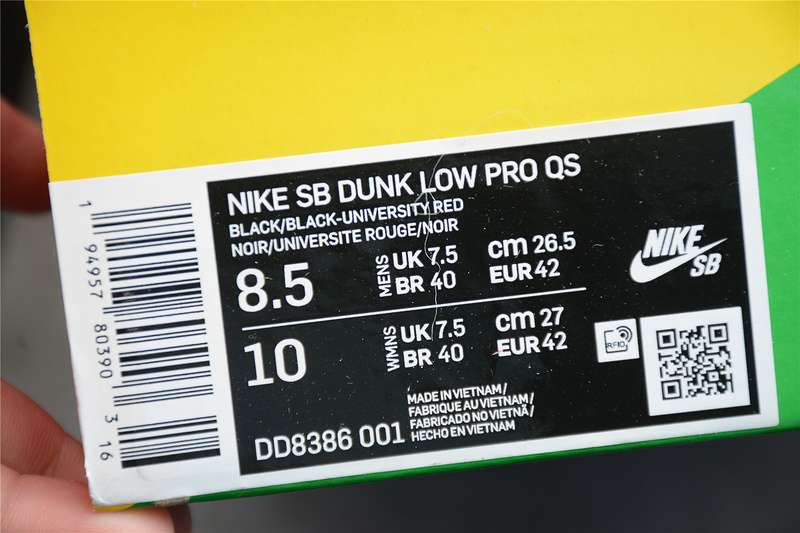 1 94957 80390 3 16
NIKE SB DUNK LOW PRO QS
BLACK/BLACK-UNIVERSITY RED
NOIR/UNIVERSITE ROUGE/NOIR
8.5
MENS
UK 7.5 cm 26.5
BR 40 EUR 42
10
WMNS
UK 7.5 cm 27
BR 40 EUR 42
NIKE
SB
RFID
DD8386 001
MADE IN VIETNAM/
FABRIQUE AU VIETNAM/
FABRICADO NO VIETNÃ/
HECHO EN VIETNAM